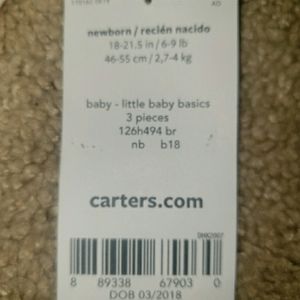 newborn / recién nacido
18-21.5 in / 6-9 lb
46-55 cm / 2,7-4 kg
baby - little baby basics
3 pieces
126h494 br
nb b18
carters.com
8 89338 67903 0
DOB 03/2018